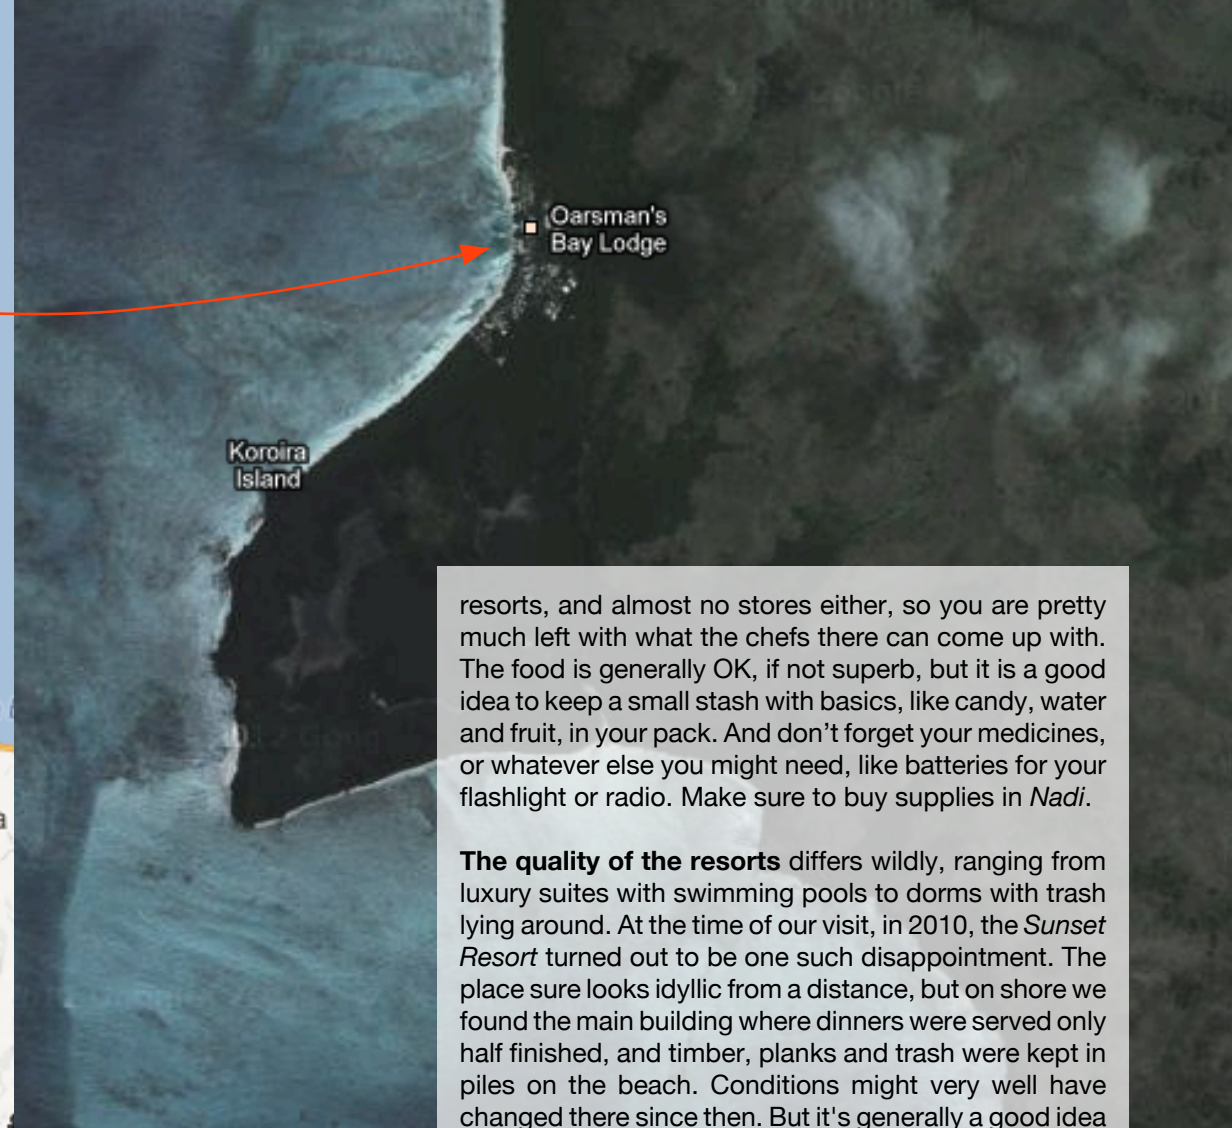 Oarsman's
Bay Lodge
Koroira
Island
resorts, and almost no stores either, so you are pretty
much left with what the chefs there can come up with.
The food is generally OK, if not superb, but it is a good
idea to keep a small stash with basics, like candy, water
and fruit, in your pack. And don’t forget your medicines,
or whatever else you might need, like batteries for your
flashlight or radio. Make sure to buy supplies in Nadi.
The quality of the resorts differs wildly, ranging from
luxury suites with swimming pools to dorms with trash
lying around. At the time of our visit, in 2010, the Sunset
Resort turned out to be one such disappointment. The
place sure looks idyllic from a distance, but on shore we
found the main building where dinners were served only
half finished, and timber, planks and trash were kept in
piles on the beach. Conditions might very well have
changed there since then. But it's generally a good idea